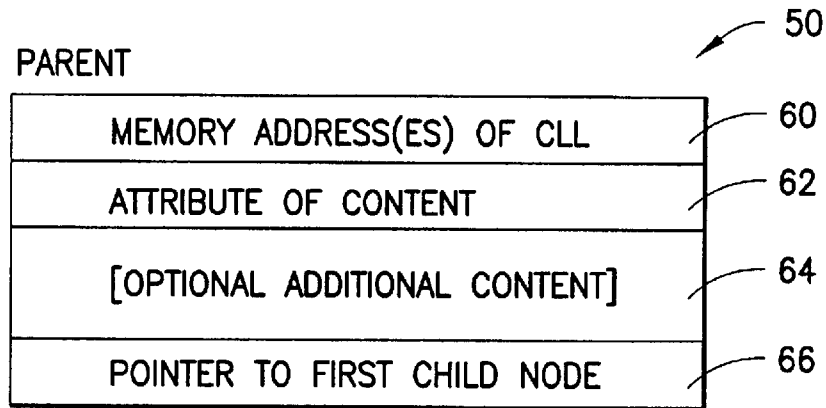 50
PARENT
MEMORY ADDRESS(ES) OF CLL 60
ATTRIBUTE OF CONTENT 62
[OPTIONAL ADDITIONAL CONTENT] 64
POINTER TO FIRST CHILD NODE 66